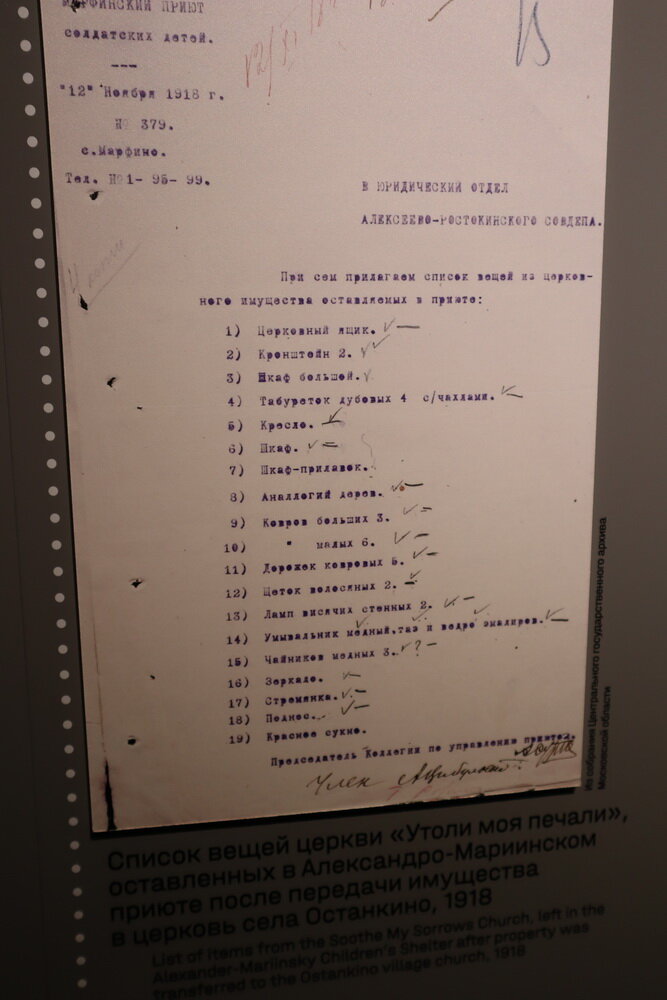 МАРФИНСКИЙ ПРИЮТ
солдатских детей.
"12" Ноября 1918 г.
№ 379.
с.Марфино.
Тел. №1-95-99.
В ЮРИДИЧЕСКИЙ ОТДЕЛ
АЛЕКСЕЕВО-РОСТОКИНСКОГО СОВДЕПА.
При сем прилагаем список вещей из церков-
ного имущества оставляемых в приюте:
1) Церковный ящик.
2) Кронштейн 2.
3) Шкаф большой.
4) Табуреток дубовых 4 с/чахлами.
5) Кресло.
6) Шкаф.
7) Шкаф-прилавок.
8) Аналлогий дерев.
9) Ковров больших 3.
10) " малых 6.
11) Дорожек ковровых 5.
12) Щеток волосяных 2.
13) Ламп висячих стенных 2.
14) Умывальник медный,таз и ведро эмалиров.
15) Чайников медных 3.
16) Зеркало.
17) Стремянка.
18) Поднос.
19) Красное сукно.
Председатель Коллегии по управлению приютом.
Член
Из собрания Центрального государственного архива
Московской области
Список вещей церкви «Утоли моя печали»,
оставленных в Александро-Мариинском
приюте после передачи имущества
в церковь села Останкино, 1918
List of items from the Soothe My Sorrows Church, left in the
Alexander-Mariinsky Children's Shelter after property was
transferred to the Ostankino village church, 1918